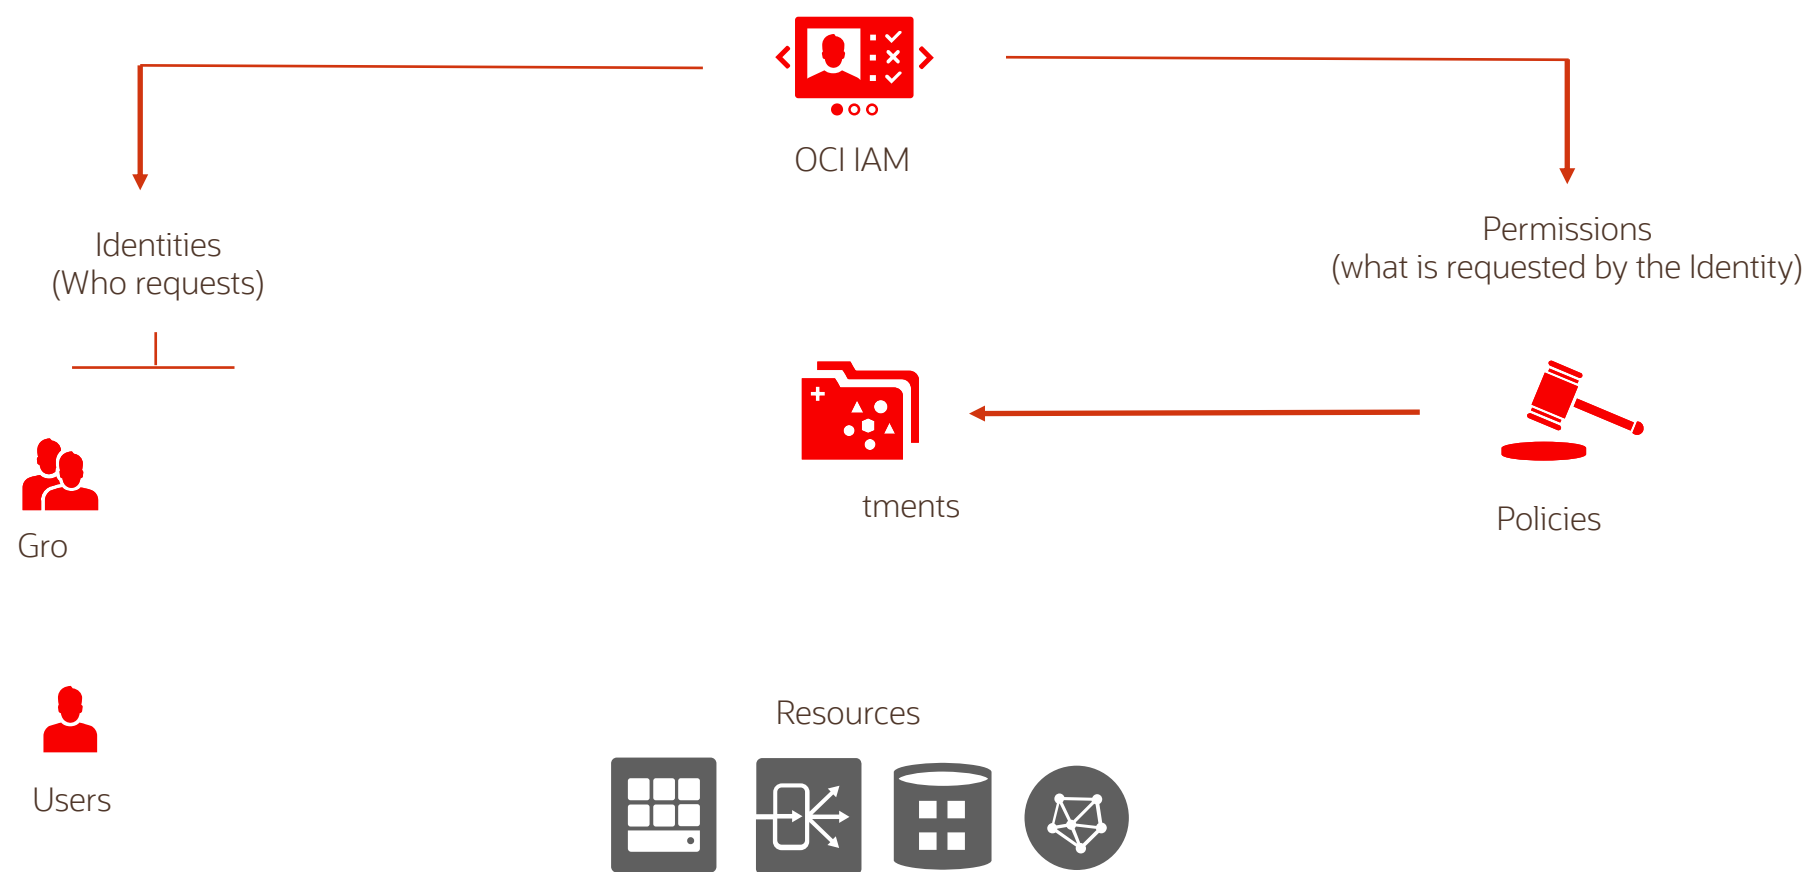 OCI IAM
Identities
(Who requests)
Permissions
(what is requested by the Identity)
tments
Policies
Gro
Resources
Users